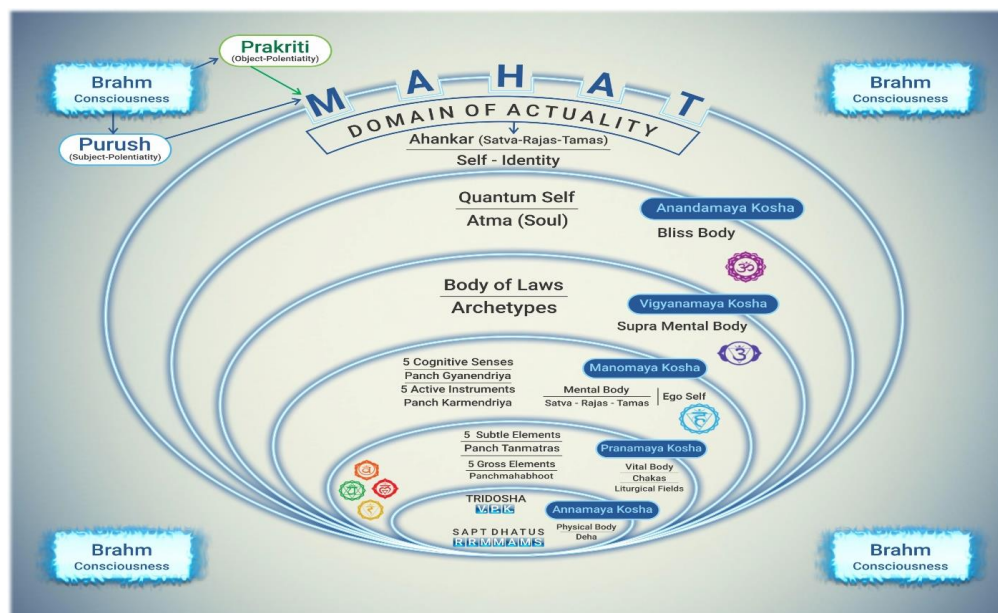 Prakriti
(Object-Polentiatity)
Brahm
Consciousness
Purush
(Subject-Polentiatity)
Brahm
Consciousness
MAHAT
DOMAIN OF ACTUALITY
Ahankar (Satva-Rajas-Tamas)
Self - Identity
Quantum Self
Atma (Soul)
Anandamaya Kosha
Bliss Body
ॐ
Body of Laws
Archetypes
Vigyanamaya Kosha
Supra Mental Body
5 Cognitive Senses
Panch Gyanendriya
5 Active Instruments
Panch Karmendriya
Manomaya Kosha
Mental Body
Satva - Rajas - Tamas
Ego Self
5 Subtle Elements
Panch Tanmatras
5 Gross Elements
Panchmahabhoot
Pranamaya Kosha
Vital Body
Chakas
Liturgical Fields
TRIDOSHA
V.P.K.
Annamaya Kosha
Physical Body
Deha
SAPT DHATUS
RRMMAMS
Brahm
Consciousness
Brahm
Consciousness